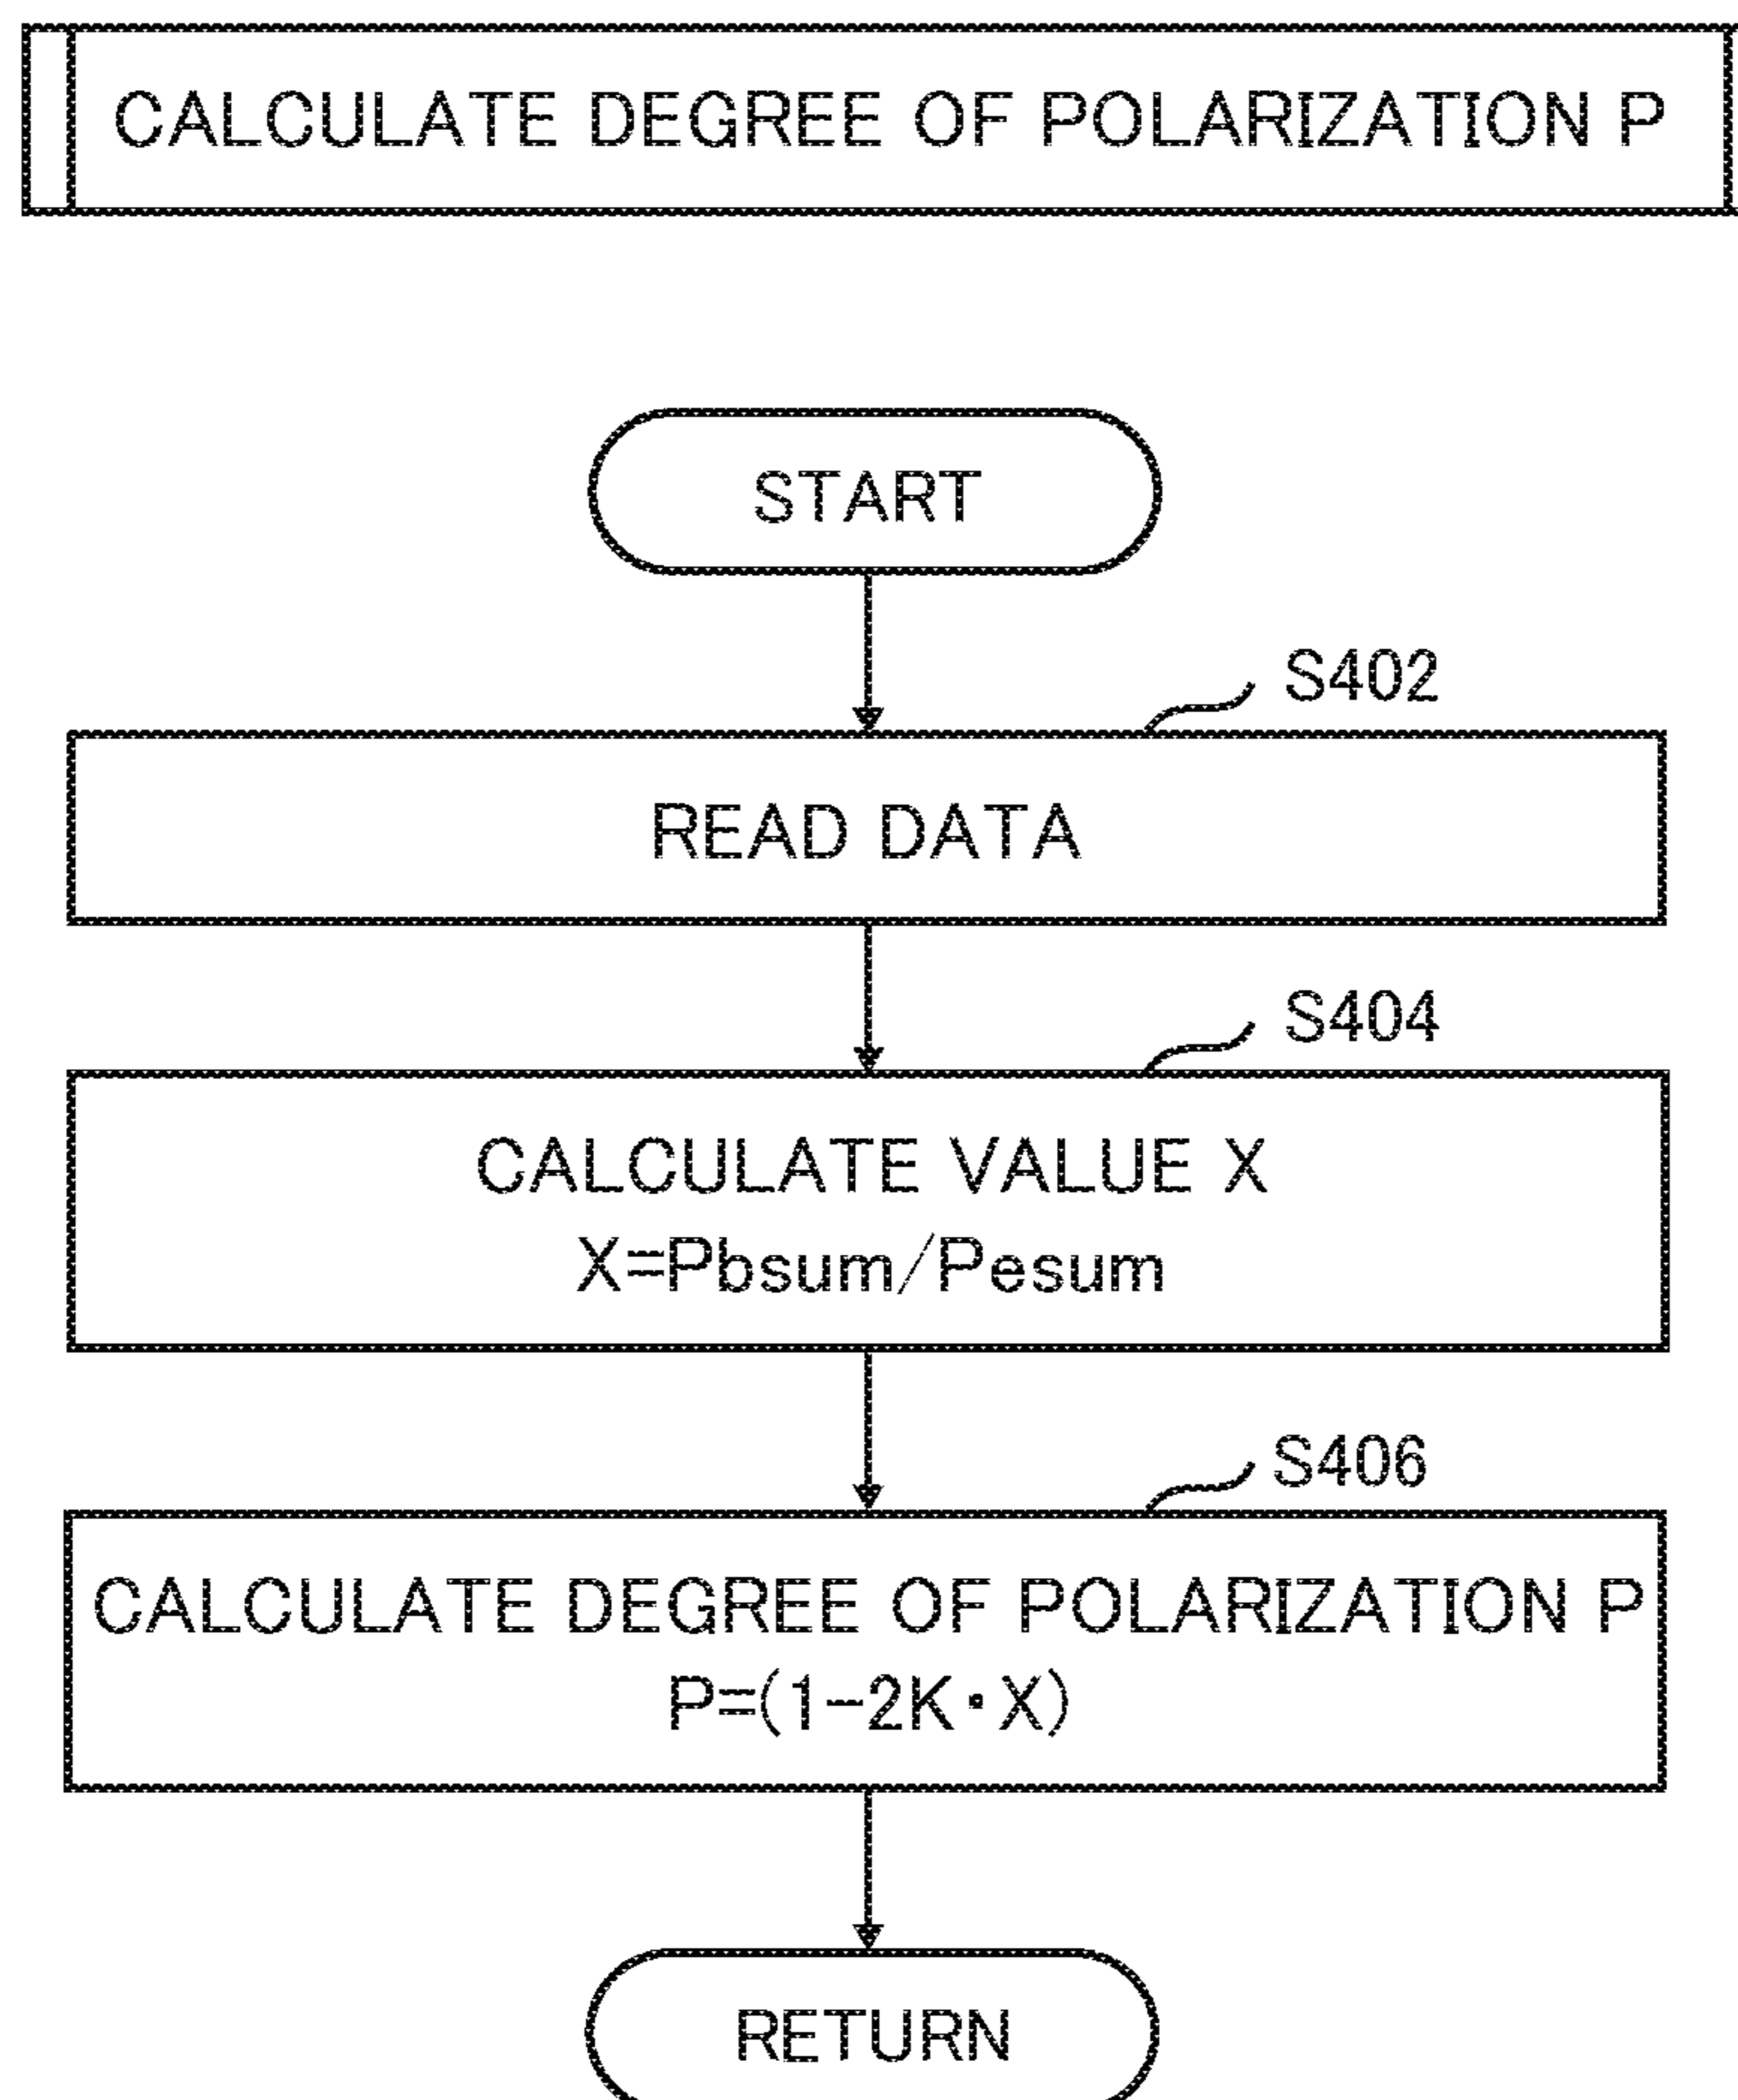 CALCULATE DEGREE OF POLARIZATION P
START
S402
READ DATA
S404
CALCULATE VALUE X
X=Pbsum/Pesum
S406
CALCULATE DEGREE OF POLARIZATION P
P=(1-2K·X)
RETURN